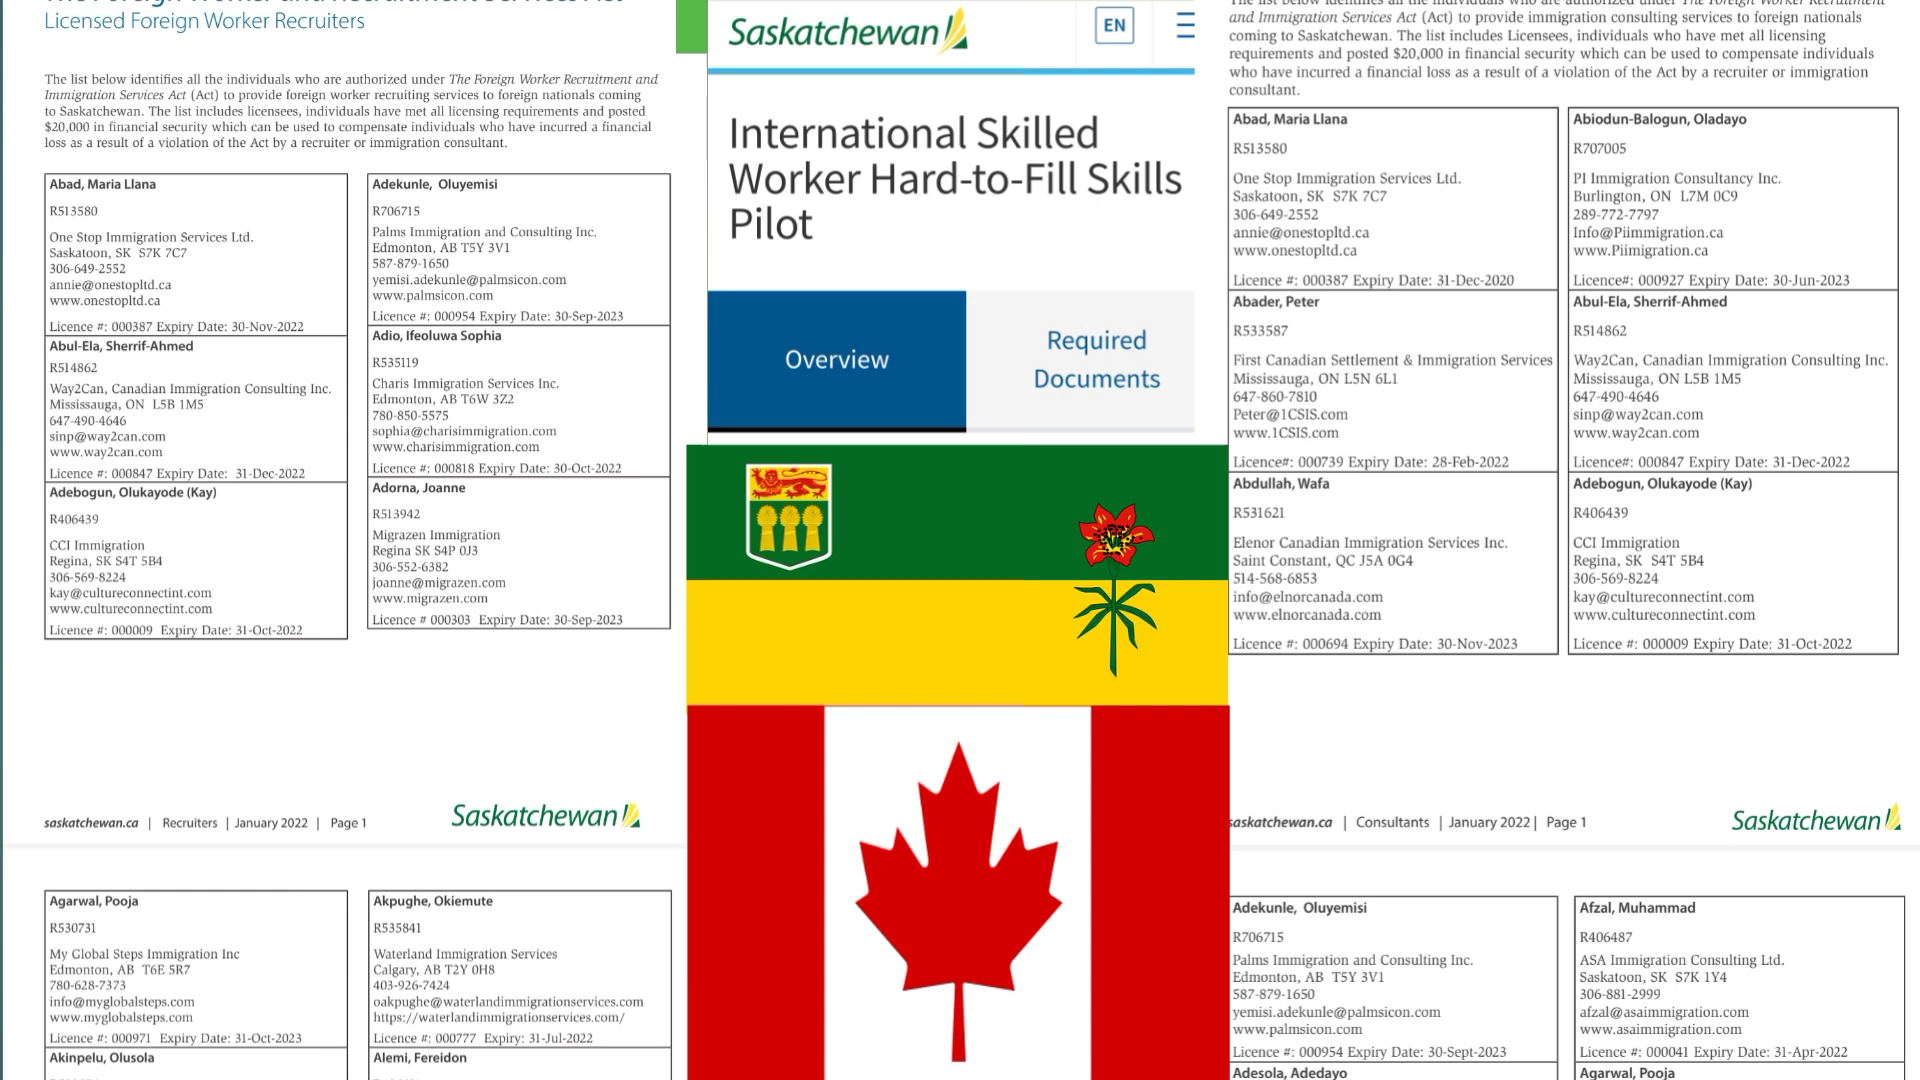 The Foreign Worker and Recruitment Services Act
Licensed Foreign Worker Recruiters
The list below identifies all the individuals who are authorized under The Foreign Worker Recruitment and
Immigration Services Act (Act) to provide foreign worker recruiting services to foreign nationals coming
to Saskatchewan. The list includes licensees, individuals have met all licensing requirements and posted
$20,000 in financial security which can be used to compensate individuals who have incurred a financial
loss as a result of a violation of the Act by a recruiter or immigration consultant.
Abad, Maria Llana
R513580
One Stop Immigration Services Ltd.
Saskatoon, SK S7K 7C7
306-649-2552
annie@onestopltd.ca
www.onestopltd.ca
Licence #: 000387 Expiry Date: 30-Nov-2022
Abul-Ela, Sherrif-Ahmed
R514862
Way2Can, Canadian Immigration Consulting Inc.
Mississauga, ON L5B 1M5
647-490-4646
sinp@way2can.com
www.way2can.com
Licence #: 000847 Expiry Date: 31-Dec-2022
Adebogun, Olukayode (Kay)
R406439
CCI Immigration
Regina, SK S4T 5B4
306-569-8224
kay@cultureconnectint.com
www.cultureconnectint.com
Licence #: 000009 Expiry Date: 31-Oct-2022
Adekunle, Oluyemisi
R706715
Palms Immigration and Consulting Inc.
Edmonton, AB T5Y 3V1
587-879-1650
yemisi.adekunle@palmsicon.com
www.palmsicon.com
Licence #: 000954 Expiry Date: 30-Sep-2023
Adio, Ifeoluwa Sophia
R535119
Charis Immigration Services Inc.
Edmonton, AB T6W 3Z2
780-850-5575
sophia@charisimmigration.com
www.charisimmigration.com
Licence #: 000818 Expiry Date: 30-Oct-2022
Adorna, Joanne
R513942
Migrazen Immigration
Regina SK S4P 0J3
306-552-6382
joanne@migrazen.com
www.migrazen.com
Licence # 000303 Expiry Date: 30-Sep-2023
saskatchewan.ca | Recruiters | January 2022 | Page 1
Saskatchewan
Agarwal, Pooja
R530731
My Global Steps Immigration Inc
Edmonton, AB T6E 5R7
780-628-7373
info@myglobalsteps.com
www.myglobalsteps.com
Licence #: 000971 Expiry Date: 31-Oct-2023
Akinpelu, Olusola
Akpughe, Okiemute
R535841
Waterland Immigration Services
Calgary, AB T2Y 0H8
403-926-7424
oakpughe@waterlandimmigrationservices.com
https://waterlandimmigrationservices.com/
Licence #: 000777 Expiry: 31-Jul-2022
Alemi, Fereidon
Saskatchewan
EN
International Skilled
Worker Hard-to-Fill Skills
Pilot
Overview
Required
Documents
The list below identifies all the individuals who are authorized under The Foreign Worker Recruitment
and Immigration Services Act (Act) to provide immigration consulting services to foreign nationals
coming to Saskatchewan. The list includes Licensees, individuals who have met all licensing
requirements and posted $20,000 in financial security which can be used to compensate individuals
who have incurred a financial loss as a result of a violation of the Act by a recruiter or immigration
consultant.
Abad, Maria Llana
R513580
One Stop Immigration Services Ltd.
Saskatoon, SK S7K 7C7
306-649-2552
annie@onestopltd.ca
www.onestopltd.ca
Licence #: 000387 Expiry Date: 31-Dec-2020
Abader, Peter
R533587
First Canadian Settlement & Immigration Services
Mississauga, ON L5N 6L1
647-860-7810
Peter@1CSIS.com
www.1CSIS.com
Licence#: 000739 Expiry Date: 28-Feb-2022
Abdullah, Wafa
R531621
Elenor Canadian Immigration Services Inc.
Saint Constant, QC J5A 0G4
514-568-6853
info@elnorcanada.com
www.elnorcanada.com
Licence #: 000694 Expiry Date: 30-Nov-2023
Abiodun-Balogun, Oladayo
R707005
PI Immigration Consultancy Inc.
Burlington, ON L7M 0C9
289-772-7797
Info@Piimmigration.ca
www.Piimigration.ca
Licence#: 000927 Expiry Date: 30-Jun-2023
Abul-Ela, Sherrif-Ahmed
R514862
Way2Can, Canadian Immigration Consulting Inc.
Mississauga, ON L5B 1M5
647-490-4646
sinp@way2can.com
www.way2can.com
Licence#: 000847 Expiry Date: 31-Dec-2022
Adebogun, Olukayode (Kay)
R406439
CCI Immigration
Regina, SK S4T 5B4
306-569-8224
kay@cultureconnectint.com
www.cultureconnectint.com
Licence #: 000009 Expiry Date: 31-Oct-2022
saskatchewan.ca | Consultants | January 2022 | Page 1
Saskatchewan
Adekunle, Oluyemisi
R706715
Palms Immigration and Consulting Inc.
Edmonton, AB T5Y 3V1
587-879-1650
yemisi.adekunle@palmsicon.com
www.palmsicon.com
Licence #: 000954 Expiry Date: 30-Sept-2023
Adesola, Adedayo
Afzal, Muhammad
R406487
ASA Immigration Consulting Ltd.
Saskatoon, SK S7K 1Y4
306-881-2999
afzal@asaimmigration.com
www.asaimmigration.com
Licence #: 000041 Expiry Date: 31-Apr-2022
Agarwal, Pooja